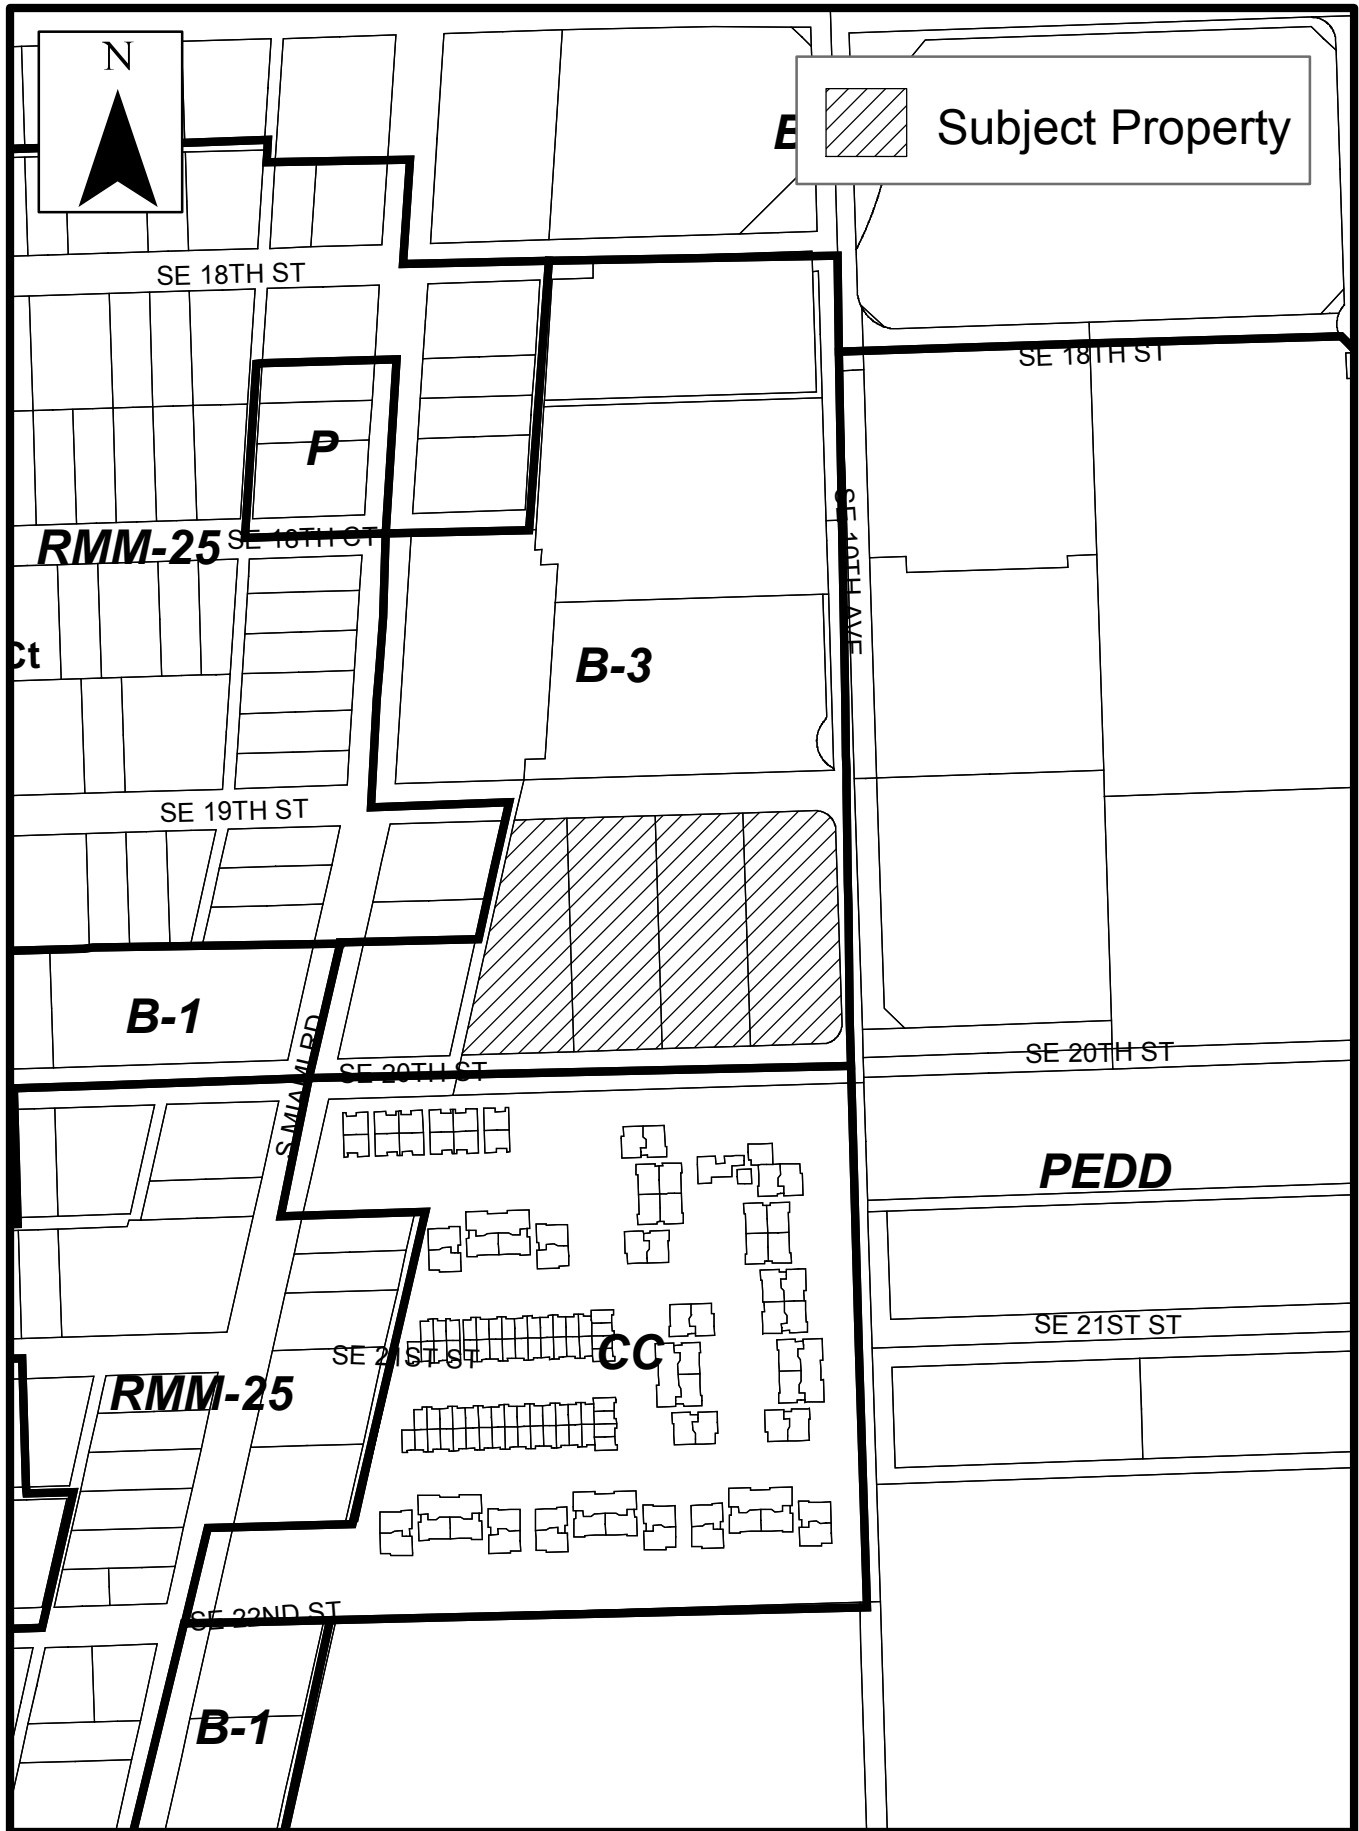 N
Subject Property
SE 18TH ST
SE 18TH ST
P
SE 10TH AVE
RMM-25
SE 18TH CT
Ct
B-3
SE 19TH ST
B-1
S MIAMI RD
SE 20TH ST
SE 20TH ST
PEDD
SE 21ST ST
CC
SE 21ST ST
RMM-25
SE 22ND ST
B-1